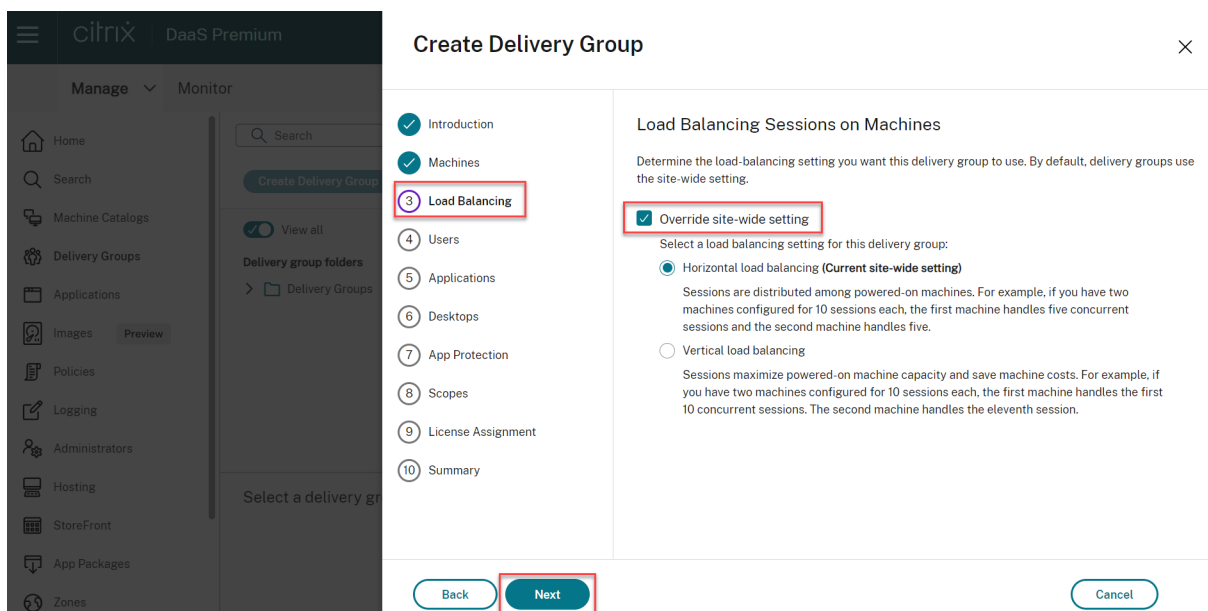 citrix DaaS Premium
Manage Monitor
Home
Search
Machine Catalogs
Delivery Groups
Applications
Images Preview
Policies
Logging
Administrators
Hosting
StoreFront
App Packages
Zones
Search
Create Delivery Group
View all
Delivery group folders
Delivery Groups
Select a delivery gr
Create Delivery Group
Introduction
Machines
3 Load Balancing
4 Users
5 Applications
6 Desktops
7 App Protection
8 Scopes
9 License Assignment
10 Summary
Load Balancing Sessions on Machines
Determine the load-balancing setting you want this delivery group to use. By default, delivery groups use
the site-wide setting.
Override site-wide setting
Select a load balancing setting for this delivery group:
Horizontal load balancing (Current site-wide setting)
Sessions are distributed among powered-on machines. For example, if you have two
machines configured for 10 sessions each, the first machine handles five concurrent
sessions and the second machine handles five.
Vertical load balancing
Sessions maximize powered-on machine capacity and save machine costs. For example, if
you have two machines configured for 10 sessions each, the first machine handles the first
10 concurrent sessions. The second machine handles the eleventh session.
Back Next Cancel